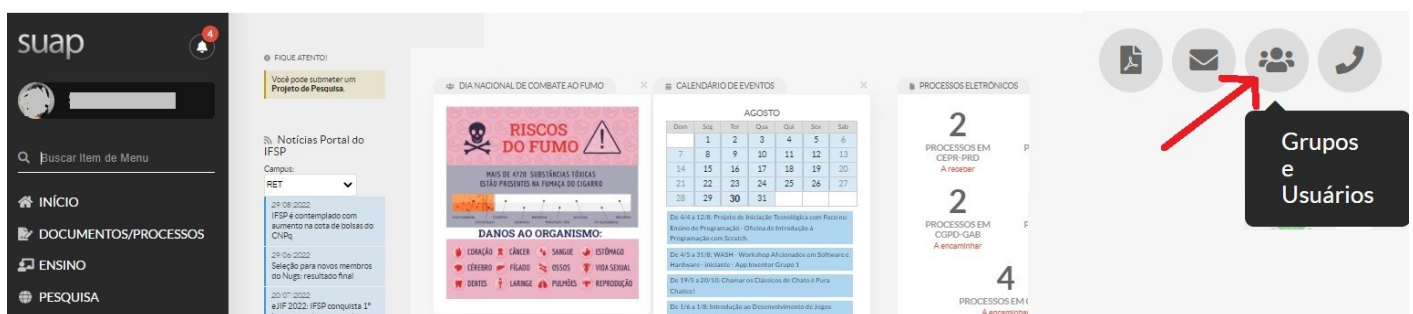 suap
4
Buscar Item de Menu
INÍCIO
DOCUMENTOS/PROCESSOS
ENSINO
PESQUISA
FIQUE ATENTO!
Você pode submeter um
Projeto de Pesquisa.
Notícias Portal do
IFSP
Campus:
RET
29/08/2022
IFSP é contemplado com
aumento na cota de bolsas do
CNPq
29/06/2022
Seleção para novos membros
do Nugs: resultado final
20/07/2022
eJIF 2022: IFSP conquista 1º
DIA NACIONAL DE COMBATE AO FUMO
RISCOS
DO FUMO
MAIS DE 4720 SUBSTÂNCIAS TÓXICAS
ESTÃO PRESENTES NA FUMAÇA DO CIGARRO
DANOS AO ORGANISMO:
CORAÇÃO CÂNCER SANGUE ESTÔMAGO
CÉREBRO FÍGADO OSSOS VIDA SEXUAL
DENTES LARINGE PULMÕES REPRODUÇÃO
CALENDÁRIO DE EVENTOS
AGOSTO
Dom Seg Ter Qua Qui Sex Sáb
1 2 3 4 5 6
7 8 9 10 11 12 13
14 15 16 17 18 19 20
21 22 23 24 25 26 27
28 29 30 31
De 4/4 a 12/8: Projeto de Iniciação Tecnológica com Foco no
Ensino de Programação - Oficina de Introdução à
Programação com Scratch.
De 4/5 a 31/8: WASH - Workshop Aficionados em Software e
Hardware - Iniciante - App Inventor Grupo 1
De 19/5 a 20/10: Chamar os Clássicos de Chato é Pura
Chatice!
De 1/6 a 1/8: Introdução ao Desenvolvimento de Jogos
PROCESSOS ELETRÔNICOS
2
PROCESSOS EM
CEPR-PRD
A receber
2
PROCESSOS EM
CGPD-GAB
A encaminhar
4
PROCESSOS EM
A encaminhar
Grupos
e
Usuários